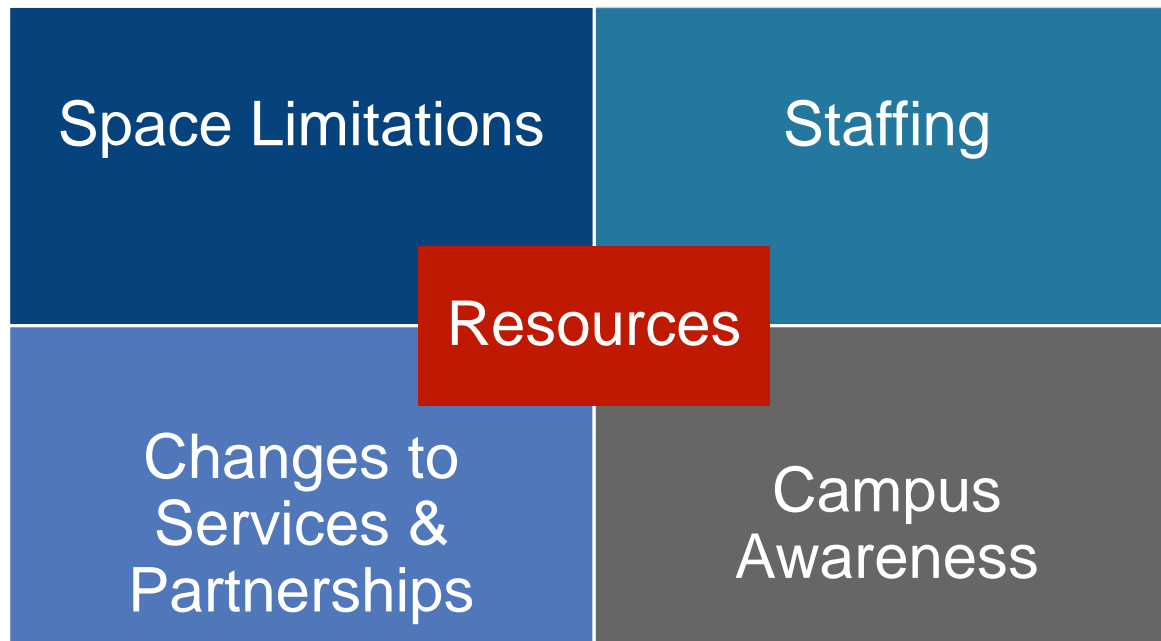 Space Limitations
Staffing
Resources
Changes to
Services &
Partnerships
Campus
Awareness